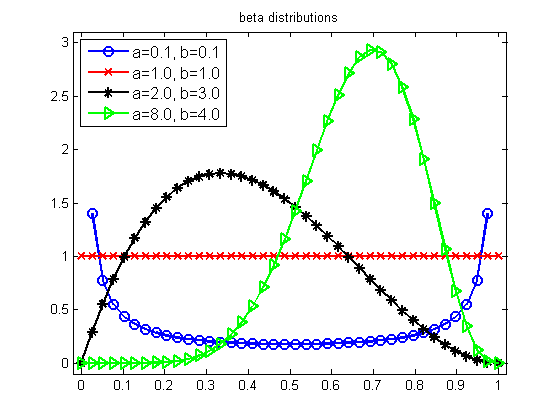 beta distributions
3
2.5
2
1.5
1
0.5
0
a=0.1, b=0.1
a=1.0, b=1.0
a=2.0, b=3.0
a=8.0, b=4.0
0 0.1 0.2 0.3 0.4 0.5 0.6 0.7 0.8 0.9 1